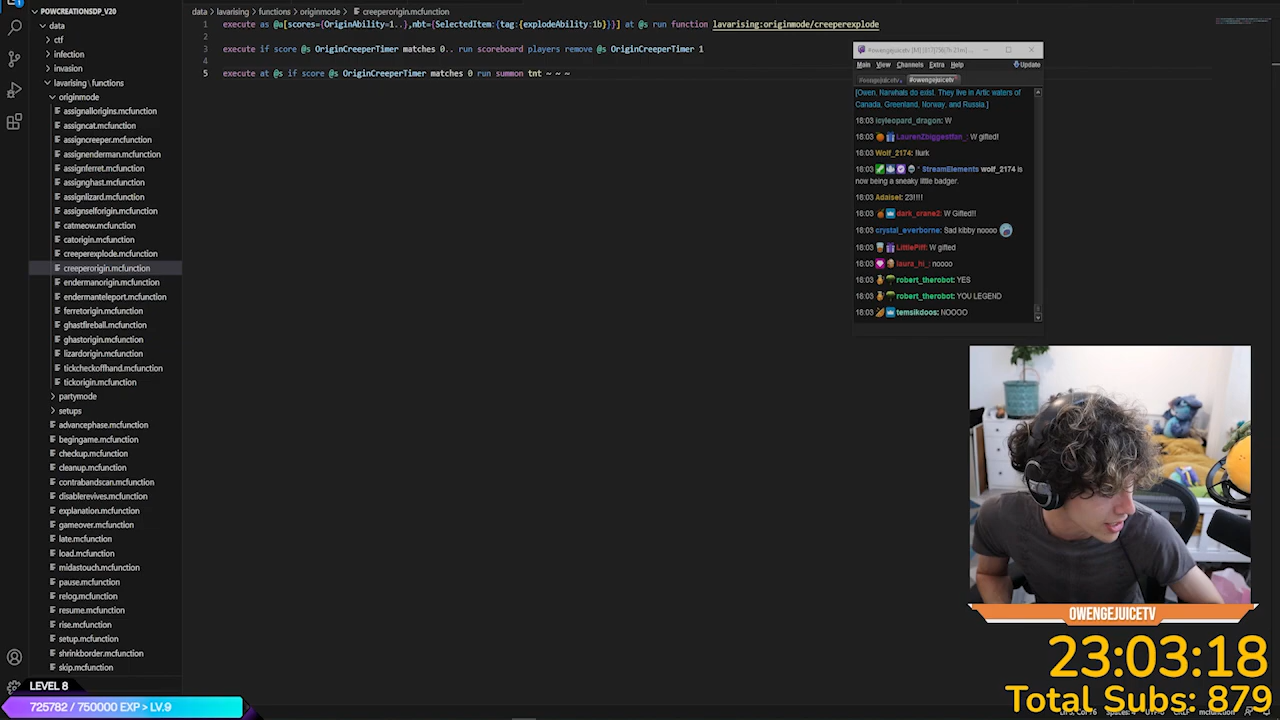 POWCREATIONSDP_V20
data
ctf
infection
invasion
lavarising \ functions
originmode
assignallorigins.mcfunction
assigncat.mcfunction
assigncreeper.mcfunction
assignenderman.mcfunction
assignferret.mcfunction
assignghast.mcfunction
assignlizard.mcfunction
assignselforigin.mcfunction
catmeow.mcfunction
catorigin.mcfunction
creeperexplode.mcfunction
creeperorigin.mcfunction
endermanorigin.mcfunction
endermanteleport.mcfunction
ferretorigin.mcfunction
ghastfireball.mcfunction
ghastorigin.mcfunction
lizardorigin.mcfunction
tickcheckoffhand.mcfunction
tickorigin.mcfunction
partymode
setups
advancephase.mcfunction
begingame.mcfunction
checkup.mcfunction
cleanup.mcfunction
contrabandscan.mcfunction
disablerevives.mcfunction
explanation.mcfunction
gameover.mcfunction
late.mcfunction
load.mcfunction
midastouch.mcfunction
pause.mcfunction
relog.mcfunction
resume.mcfunction
rise.mcfunction
setup.mcfunction
shrinkborder.mcfunction
skip.mcfunction
LEVEL 8
725782 / 750000 EXP > LV.9
data > lavarising > functions > originmode > creeperorigin.mcfunction
1 execute as @a[scores={OriginAbility=1..},nbt={SelectedItem:{tag:{explodeAbility:1b}}}] at @s run function lavarising:originmode/creeperexplode
2
3 execute if score @s OriginCreeperTimer matches 0.. run scoreboard players remove @s OriginCreeperTimer 1
4
5 execute at @s if score @s OriginCreeperTimer matches 0 run summon tnt ~ ~ ~
Main View Channels Extra Help Update
#owengejuicetv #owengejuicetv
[Owen, Narwhals do exist. They live in Artic waters of
Canada, Greenland, Norway, and Russia.]
18:03 icyleopard_dragon: W
18:03 LaurenZbiggestfan_: W gifted!
18:03 Wolf_2174: !lurk
18:03 * StreamElements wolf_2174 is
now being a sneaky little badger.
18:03 Adaisel: 23!!!!
18:03 dark_crane2: W Gifted!!
18:03 crystal_everborne: Sad kibby noooo
18:03 LittlePiff: W gifted
18:03 laura_hi_: noooo
18:03 robert_therobot: YES
18:03 robert_therobot: YOU LEGEND
18:03 temsikdoos: NOOOO
OWENGEJUICETV
23:03:18
Total Subs: 879